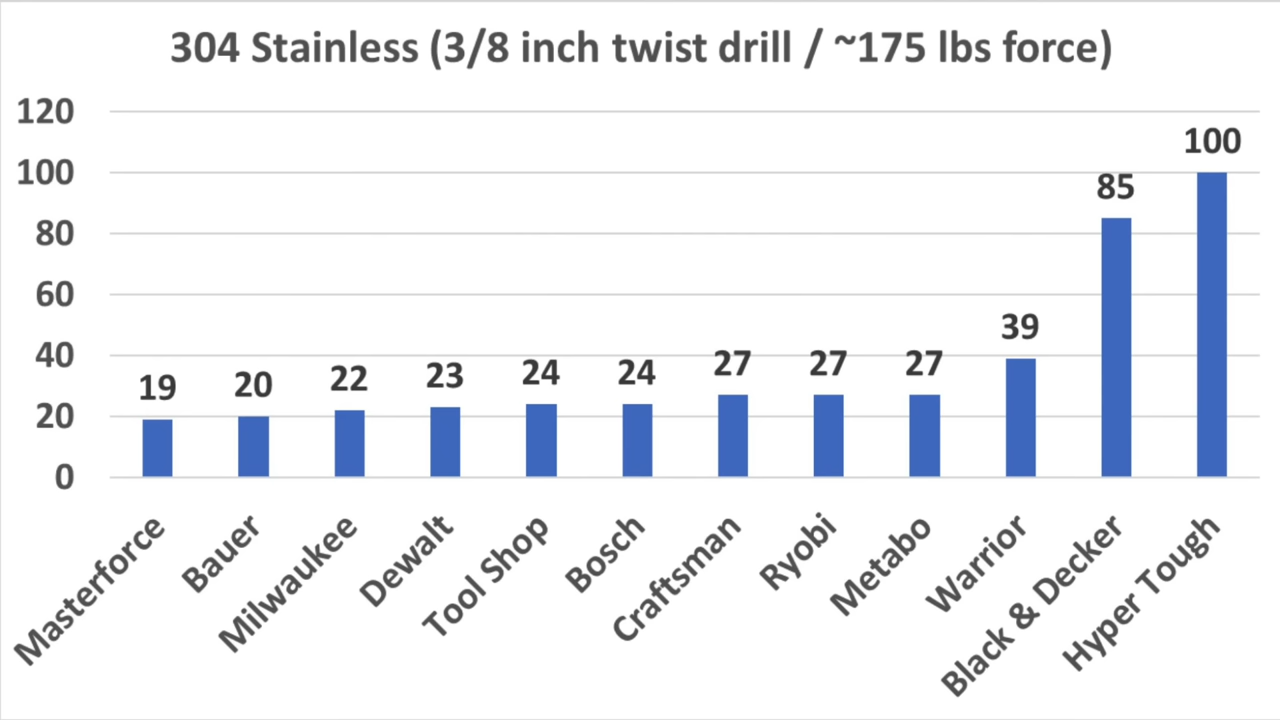 304 Stainless (3/8 inch twist drill / ~175 lbs force)
120
100
80
60
40
20
0
19
20
22
23
24
24
27
27
27
39
85
100
Masterforce
Bauer
Milwaukee
Dewalt
Tool Shop
Bosch
Craftsman
Ryobi
Metabo
Warrior
Black & Decker
Hyper Tough